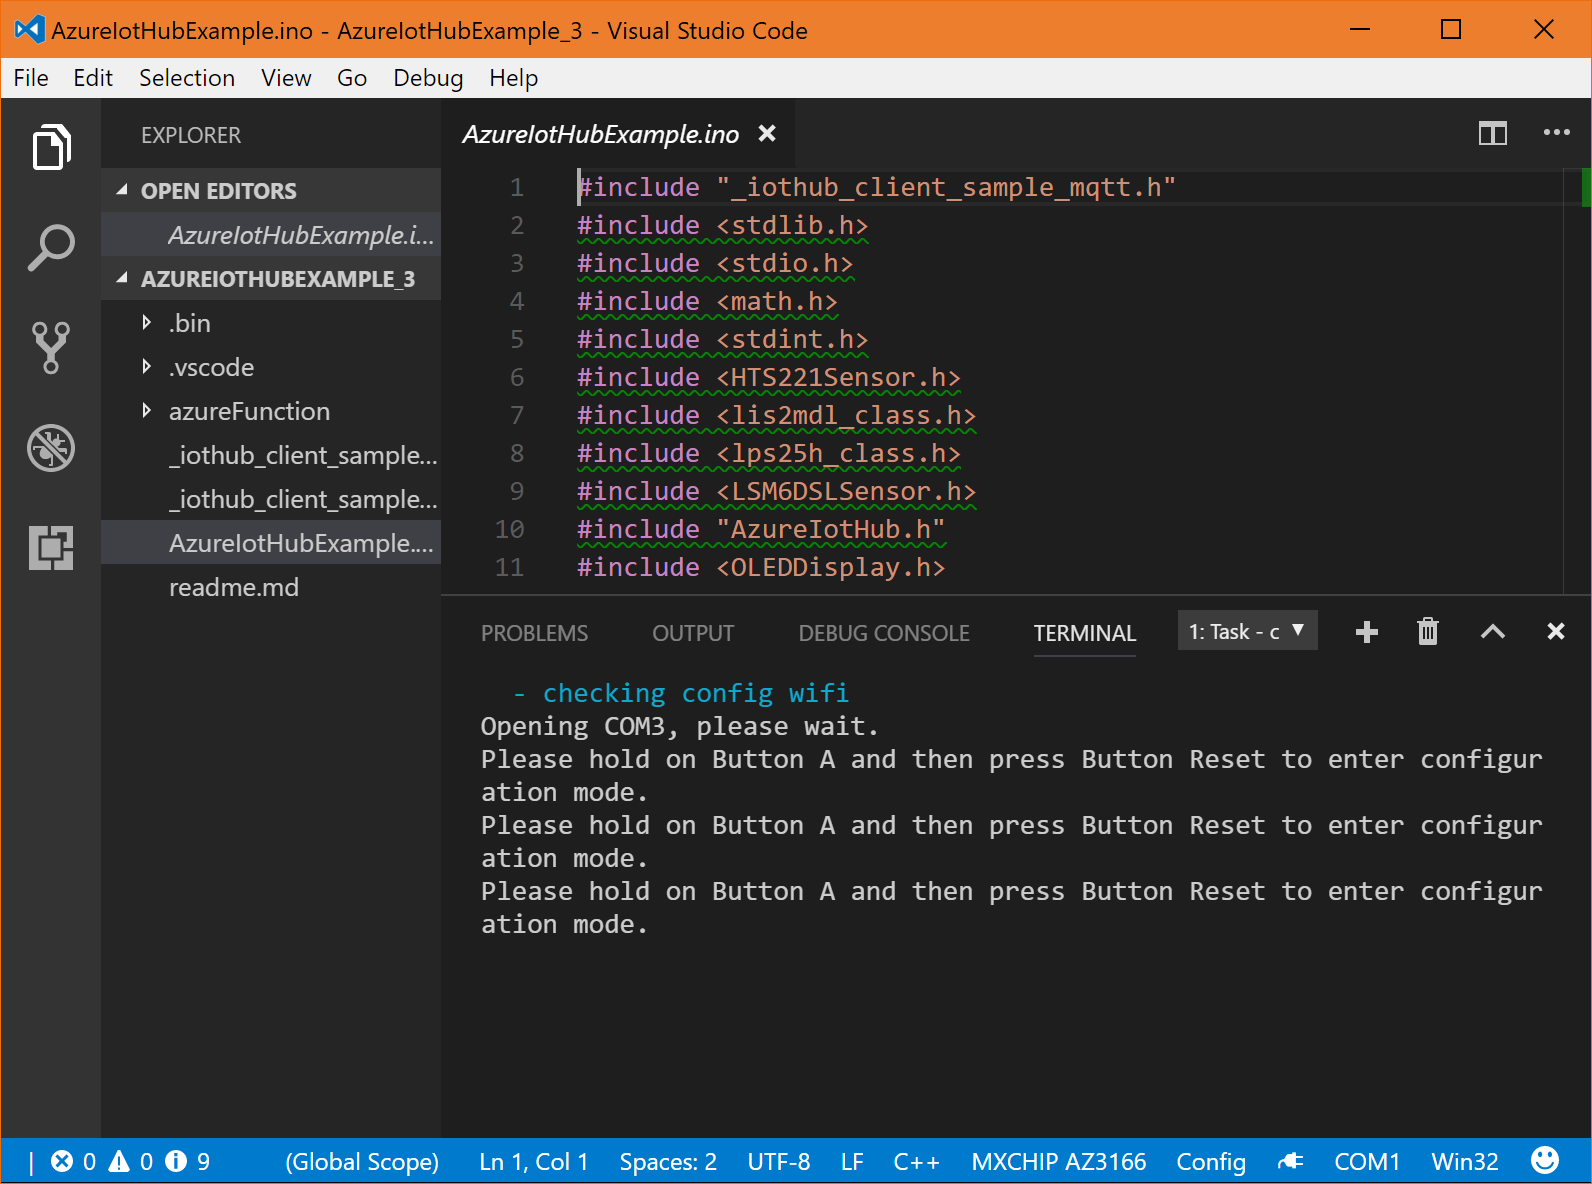 AzureIotHubExample.ino - AzureIotHubExample_3 - Visual Studio Code
File Edit Selection View Go Debug Help
EXPLORER
OPEN EDITORS
AzureIotHubExample.i...
AZUREIOTHUBEXAMPLE_3
.bin
.vscode
azureFunction
_iothub_client_sample...
_iothub_client_sample...
AzureIotHubExample....
readme.md
AzureIotHubExample.ino
1 #include "_iothub_client_sample_mqtt.h"
2 #include <stdlib.h>
3 #include <stdio.h>
4 #include <math.h>
5 #include <stdint.h>
6 #include <HTS221Sensor.h>
7 #include <lis2mdl_class.h>
8 #include <lps25h_class.h>
9 #include <LSM6DSLSensor.h>
10 #include "AzureIotHub.h"
11 #include <OLEDDisplay.h>
PROBLEMS OUTPUT DEBUG CONSOLE TERMINAL 1: Task - c
- checking config wifi
Opening COM3, please wait.
Please hold on Button A and then press Button Reset to enter configur
ation mode.
Please hold on Button A and then press Button Reset to enter configur
ation mode.
Please hold on Button A and then press Button Reset to enter configur
ation mode.
0 0 9 (Global Scope) Ln 1, Col 1 Spaces: 2 UTF-8 LF C++ MXCHIP AZ3166 Config COM1 Win32